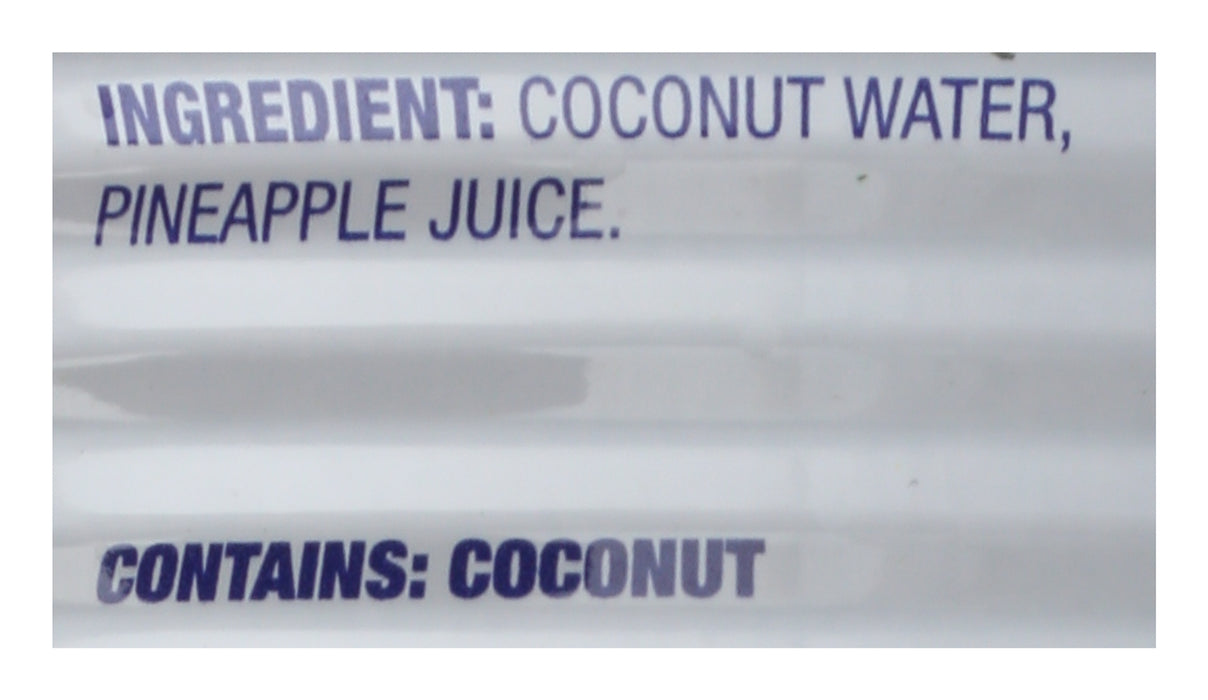 INGREDIENT: COCONUT WATER,
PINEAPPLE JUICE.
CONTAINS: COCONUT